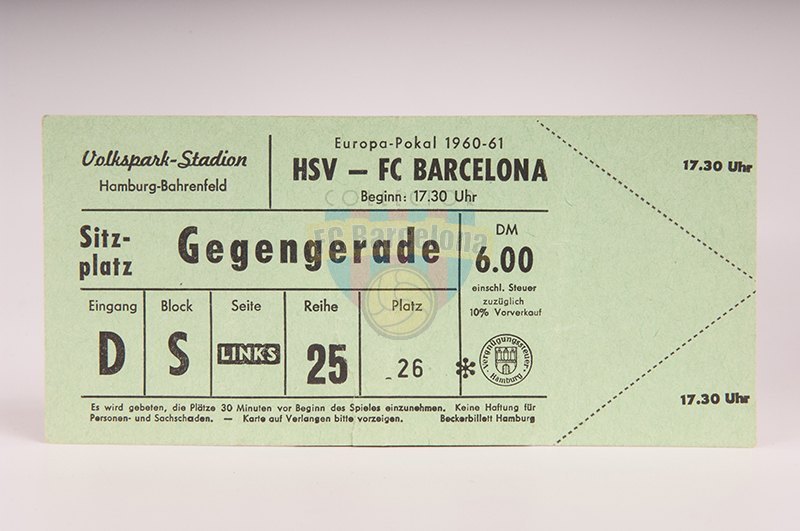 Volkspark-Stadion
Hamburg-Bahrenfeld
Europa-Pokal 1960-61
HSV – FC BARCELONA
Beginn: 17.30 Uhr
17.30 Uhr
Sitz-
platz
Gegengerade
DM
6.00
einschl. Steuer
zuzüglich
10% Vorverkauf
Eingang Block Seite Reihe Platz
D S LINKS 25 26 *
Vergnügungssteuer
Hamburg
17.30 Uhr
Es wird gebeten, die Plätze 30 Minuten vor Beginn des Spieles einzunehmen. Keine Haftung für
Personen- und Sachschaden. – Karte auf Verlangen bitte vorzeigen. Beckerbillett Hamburg
FC Barcelona